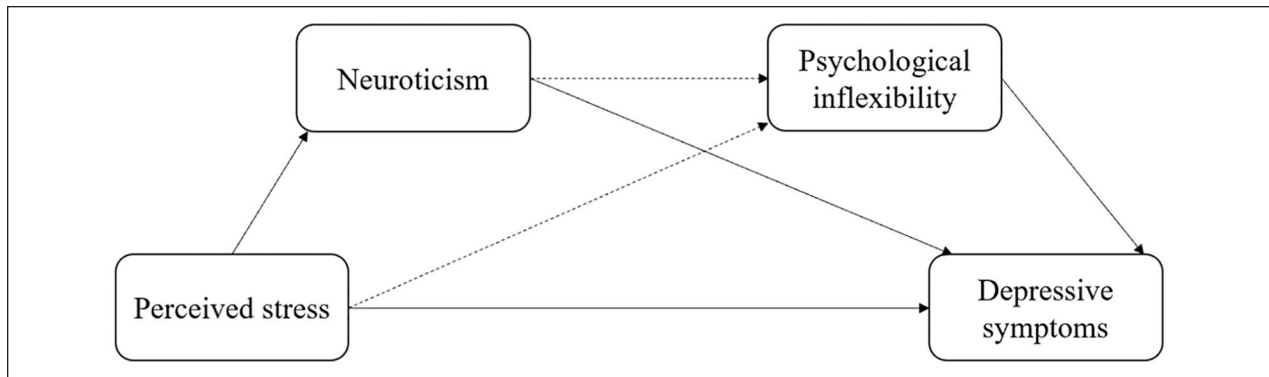 Neuroticism
Psychological
inflexibility
Perceived stress
Depressive
symptoms